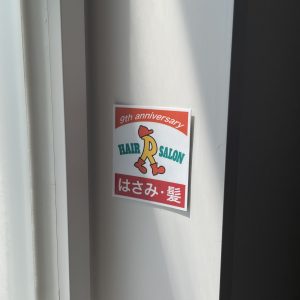 9th anniversary
HAIR R SALON
はさみ・髪